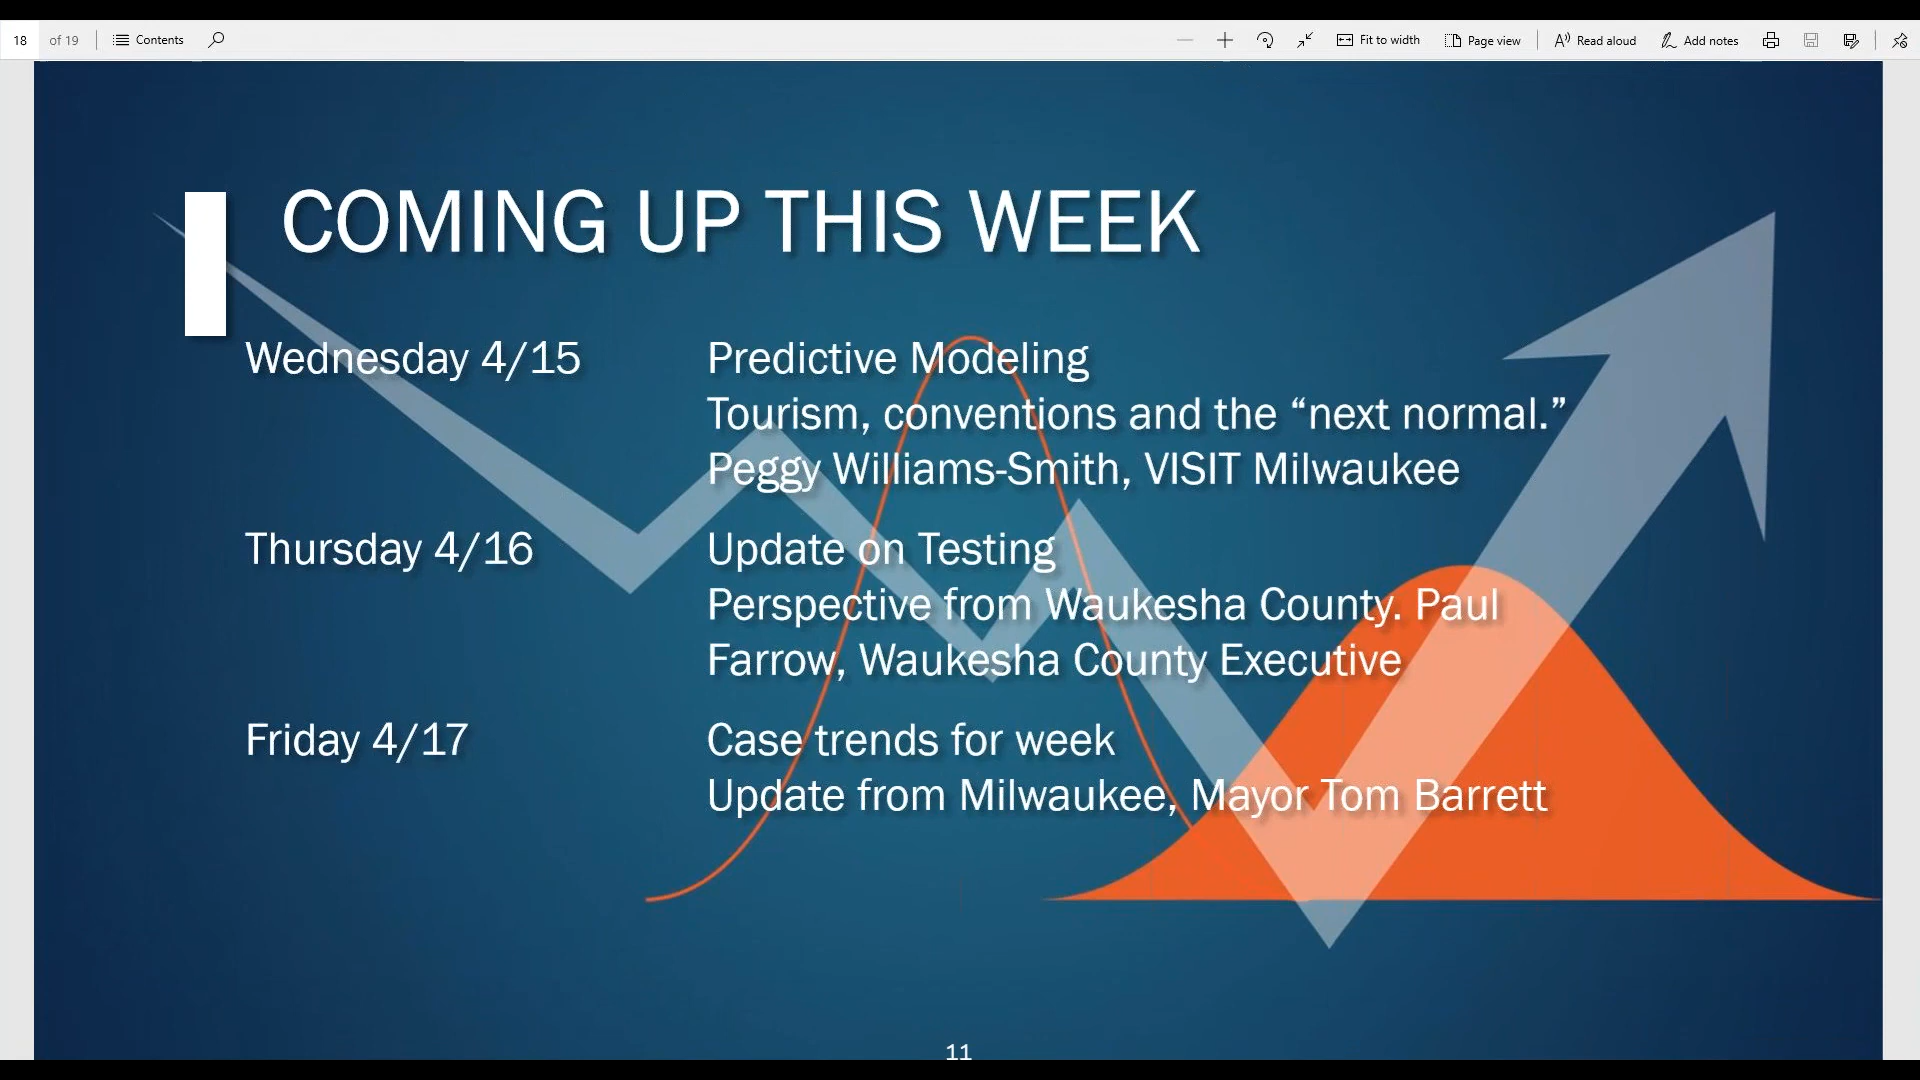 18 of 19 Contents Fit to width Page view Read aloud Add notes
COMING UP THIS WEEK
Wednesday 4/15 Predictive Modeling
Tourism, conventions and the “next normal.”
Peggy Williams-Smith, VISIT Milwaukee
Thursday 4/16 Update on Testing
Perspective from Waukesha County. Paul
Farrow, Waukesha County Executive
Friday 4/17 Case trends for week
Update from Milwaukee, Mayor Tom Barrett
11